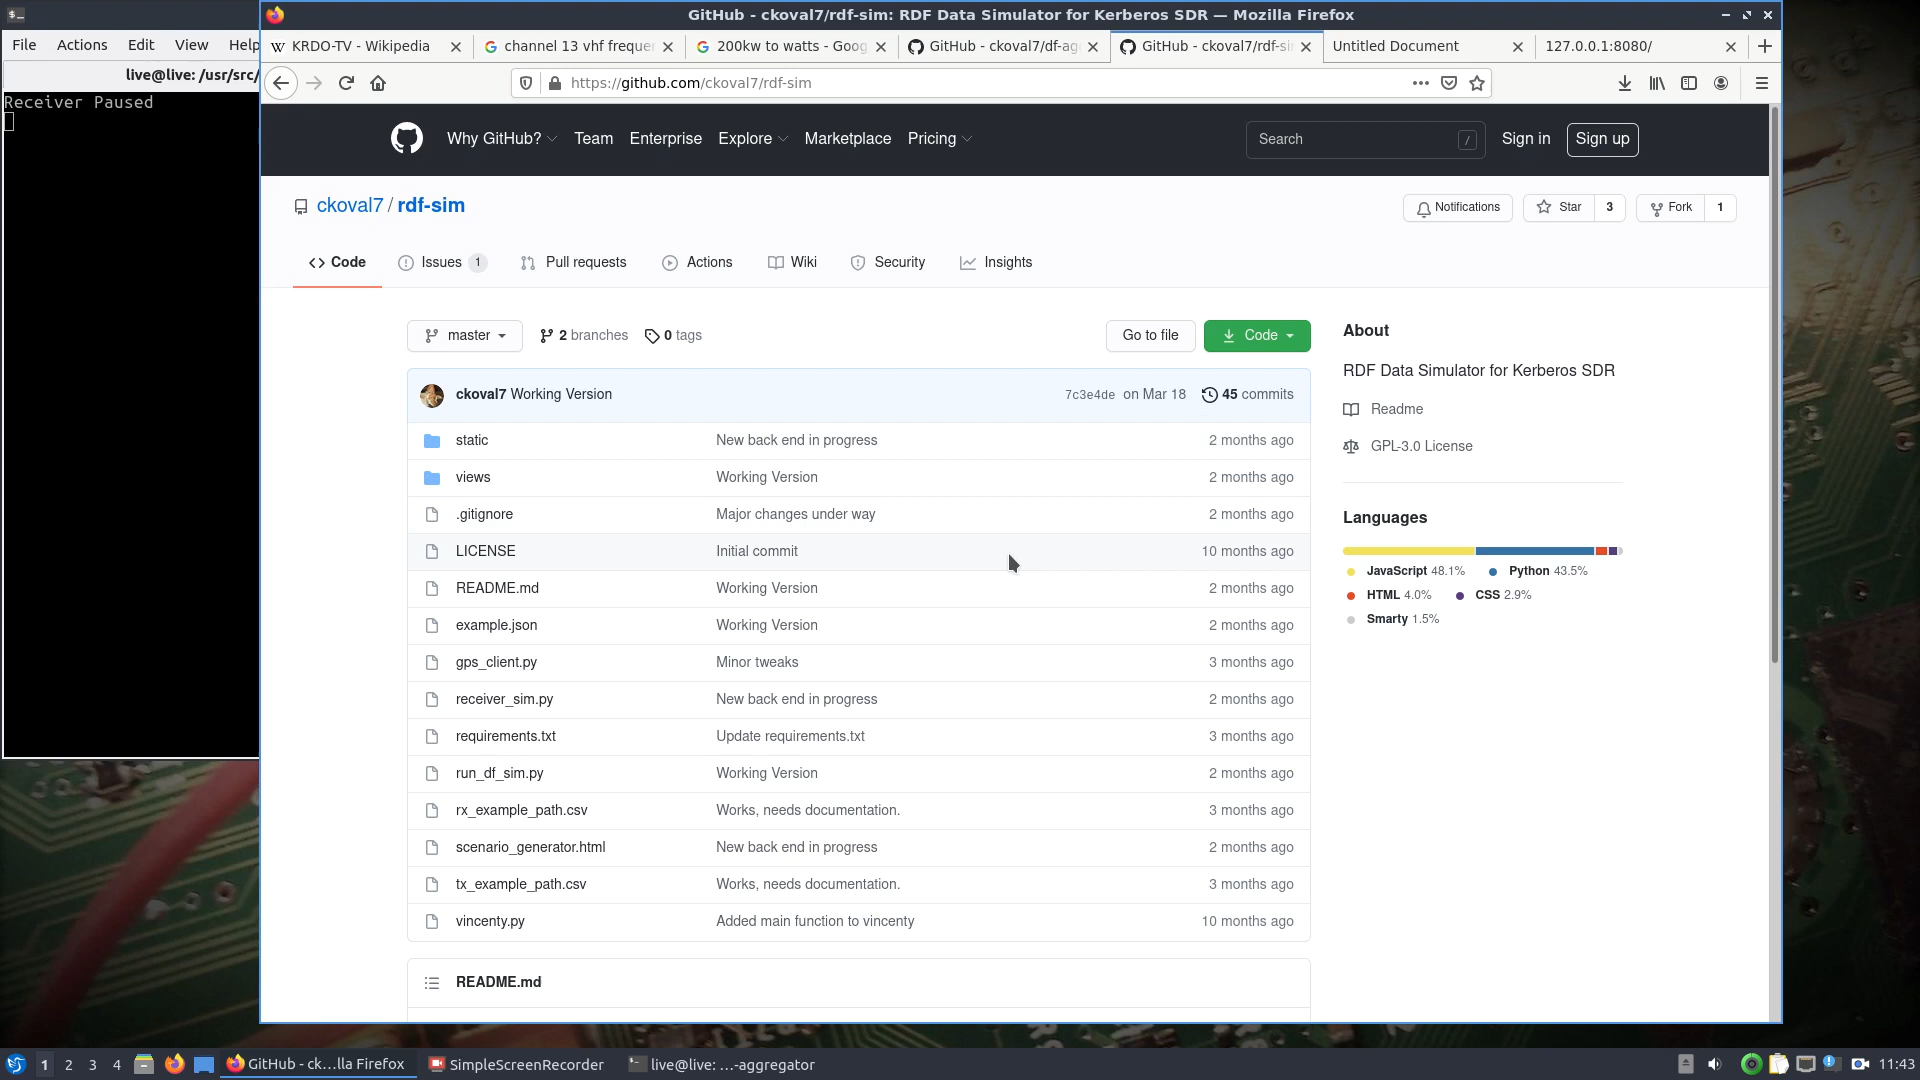 GitHub - ckoval7/rdf-sim: RDF Data Simulator for Kerberos SDR — Mozilla Firefox
File Actions Edit View Help
KRDO-TV - Wikipedia
channel 13 vhf freque
200kw to watts - Goog
GitHub - ckoval7/df-ag
GitHub - ckoval7/rdf-si
Untitled Document
127.0.0.1:8080/
live@live: /usr/src/
https://github.com/ckoval7/rdf-sim
Receiver Paused
Why GitHub? Team Enterprise Explore Marketplace Pricing
Search /
Sign in
Sign up
ckoval7 / rdf-sim
Notifications
Star 3
Fork 1
Code
Issues 1
Pull requests
Actions
Wiki
Security
Insights
master
2 branches
0 tags
Go to file
Code
ckoval7 Working Version 7c3e4de on Mar 18 45 commits
static New back end in progress 2 months ago
views Working Version 2 months ago
.gitignore Major changes under way 2 months ago
LICENSE Initial commit 10 months ago
README.md Working Version 2 months ago
example.json Working Version 2 months ago
gps_client.py Minor tweaks 3 months ago
receiver_sim.py New back end in progress 2 months ago
requirements.txt Update requirements.txt 3 months ago
run_df_sim.py Working Version 2 months ago
rx_example_path.csv Works, needs documentation. 3 months ago
scenario_generator.html New back end in progress 2 months ago
tx_example_path.csv Works, needs documentation. 3 months ago
vincenty.py Added main function to vincenty 10 months ago
README.md
About
RDF Data Simulator for Kerberos SDR
Readme
GPL-3.0 License
Languages
JavaScript 48.1% Python 43.5%
HTML 4.0% CSS 2.9%
Smarty 1.5%
1 2 3 4
GitHub - ck...lla Firefox
SimpleScreenRecorder
live@live: ...-aggregator
11:43